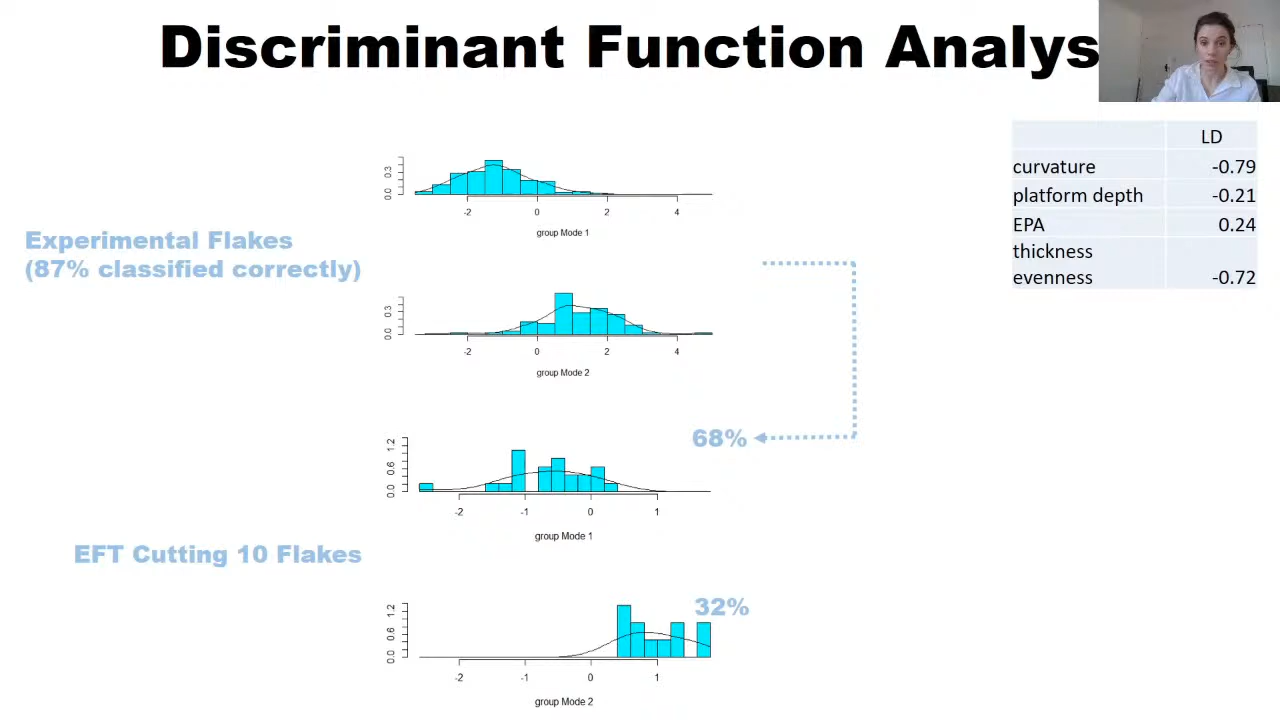 Discriminant Function Analys
LD
curvature -0.79
platform depth -0.21
EPA 0.24
thickness
evenness -0.72
0.0 0.3
-2 0 2 4
group Mode 1
Experimental Flakes
(87% classified correctly)
0.0 0.3
-2 0 2 4
group Mode 2
68%
0.0 0.6 1.2
-2 -1 0 1
group Mode 1
EFT Cutting 10 Flakes
32%
0.0 0.6 1.2
-2 -1 0 1
group Mode 2